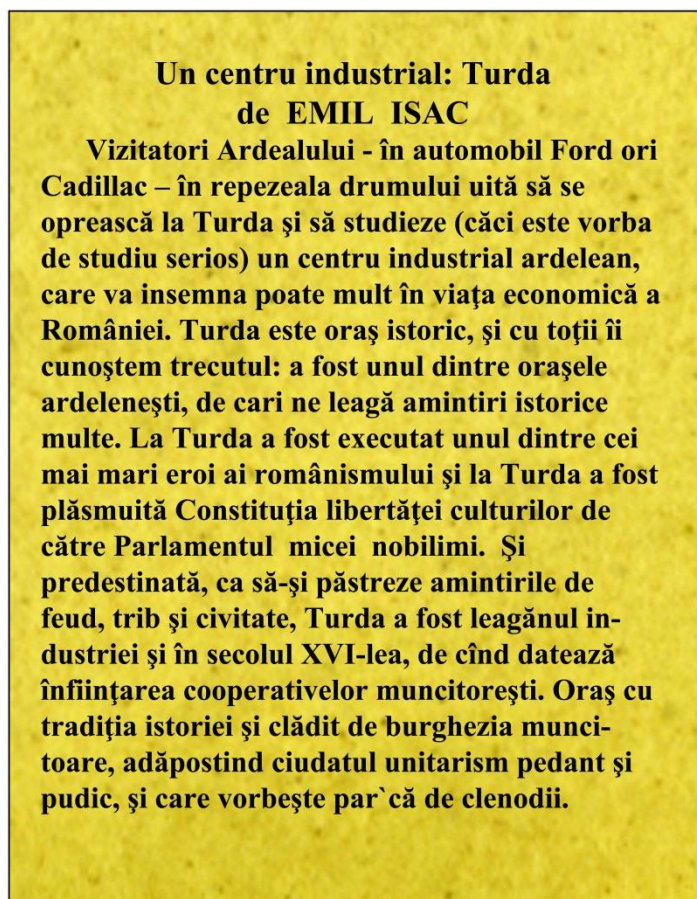 Un centru industrial: Turda
de EMIL ISAC
Vizitatori Ardealului - în automobil Ford ori
Cadillac – în repezeala drumului uită să se
oprească la Turda şi să studieze (căci este vorba
de studiu serios) un centru industrial ardelean,
care va insemna poate mult în viaţa economică a
României. Turda este oraş istoric, şi cu toţii îi
cunoştem trecutul: a fost unul dintre oraşele
ardeleneşti, de cari ne leagă amintiri istorice
multe. La Turda a fost executat unul dintre cei
mai mari eroi ai românismului şi la Turda a fost
plăsmuită Constituţia libertăţei culturilor de
către Parlamentul micei nobilimi. Şi
predestinată, ca să-şi păstreze amintirile de
feud, trib şi civitate, Turda a fost leagănul in-
dustriei şi în secolul XVI-lea, de cînd datează
înfiinţarea cooperativelor muncitoreşti. Oraş cu
tradiţia istoriei şi clădit de burghezia munci-
toare, adăpostind ciudatul unitarism pedant şi
pudic, şi care vorbeşte par`că de clenodii.